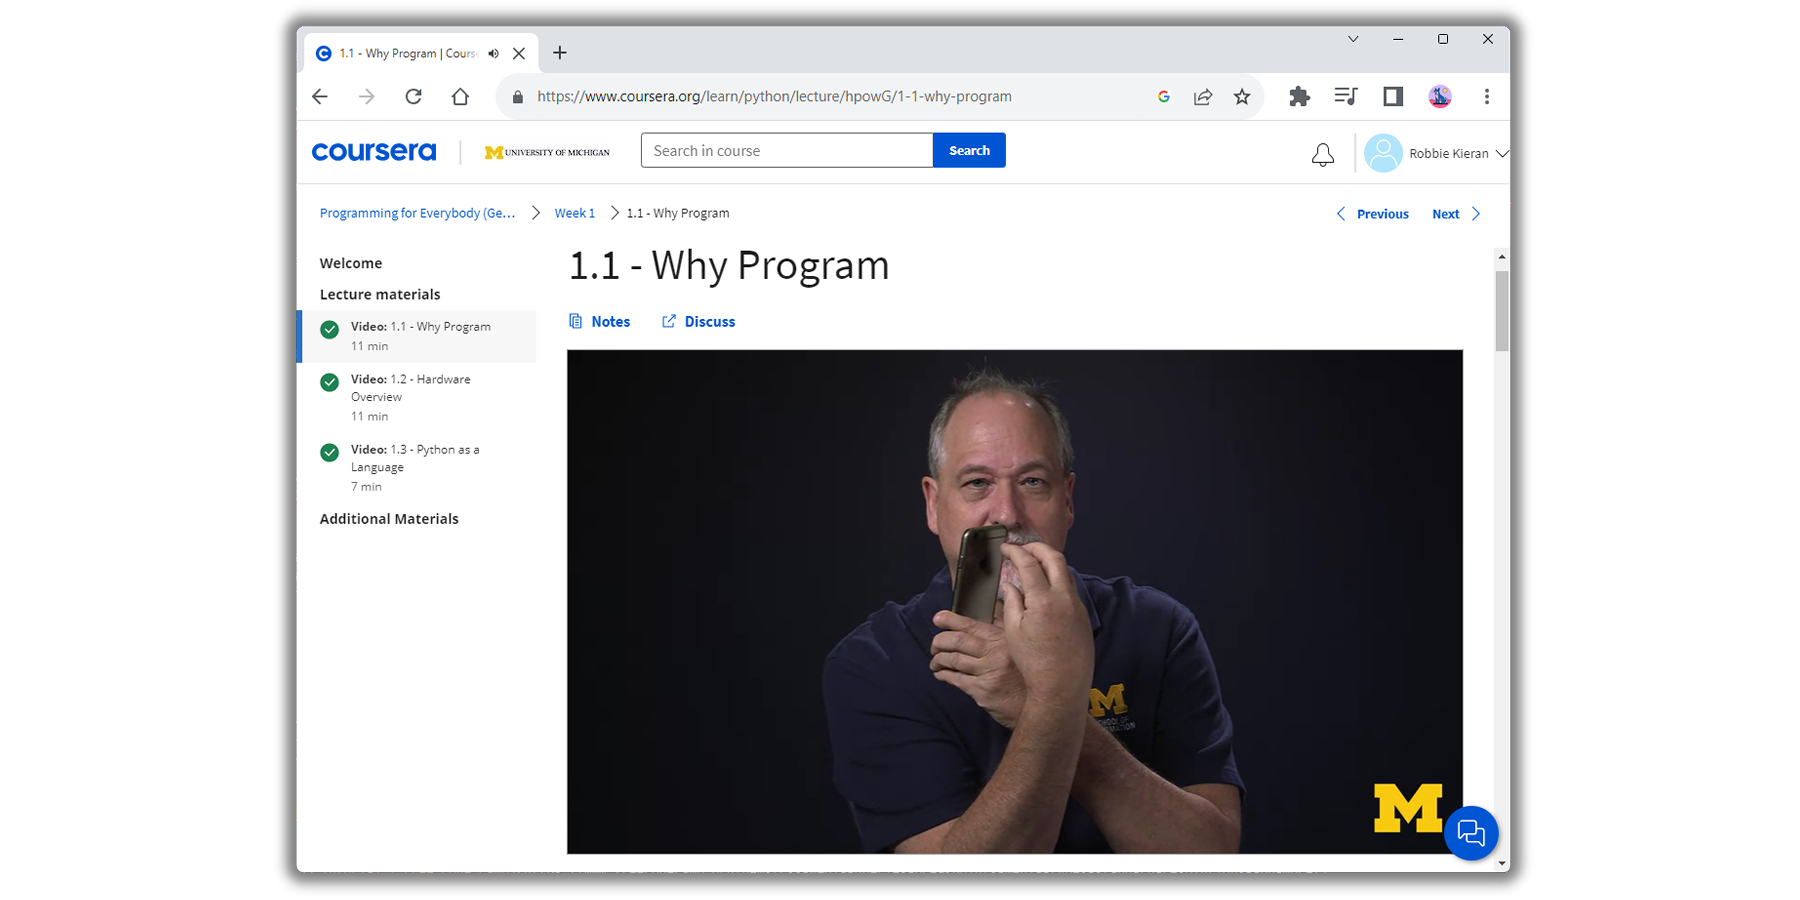 1.1 - Why Program | Cours
https://www.coursera.org/learn/python/lecture/hpowG/1-1-why-program
coursera
M UNIVERSITY OF MICHIGAN
Search in course
Search
Robbie Kieran
Programming for Everybody (Ge...
Week 1
1.1 - Why Program
Previous
Next
Welcome
Lecture materials
Video: 1.1 - Why Program
11 min
Video: 1.2 - Hardware
Overview
11 min
Video: 1.3 - Python as a
Language
7 min
Additional Materials
1.1 - Why Program
Notes
Discuss
M
M